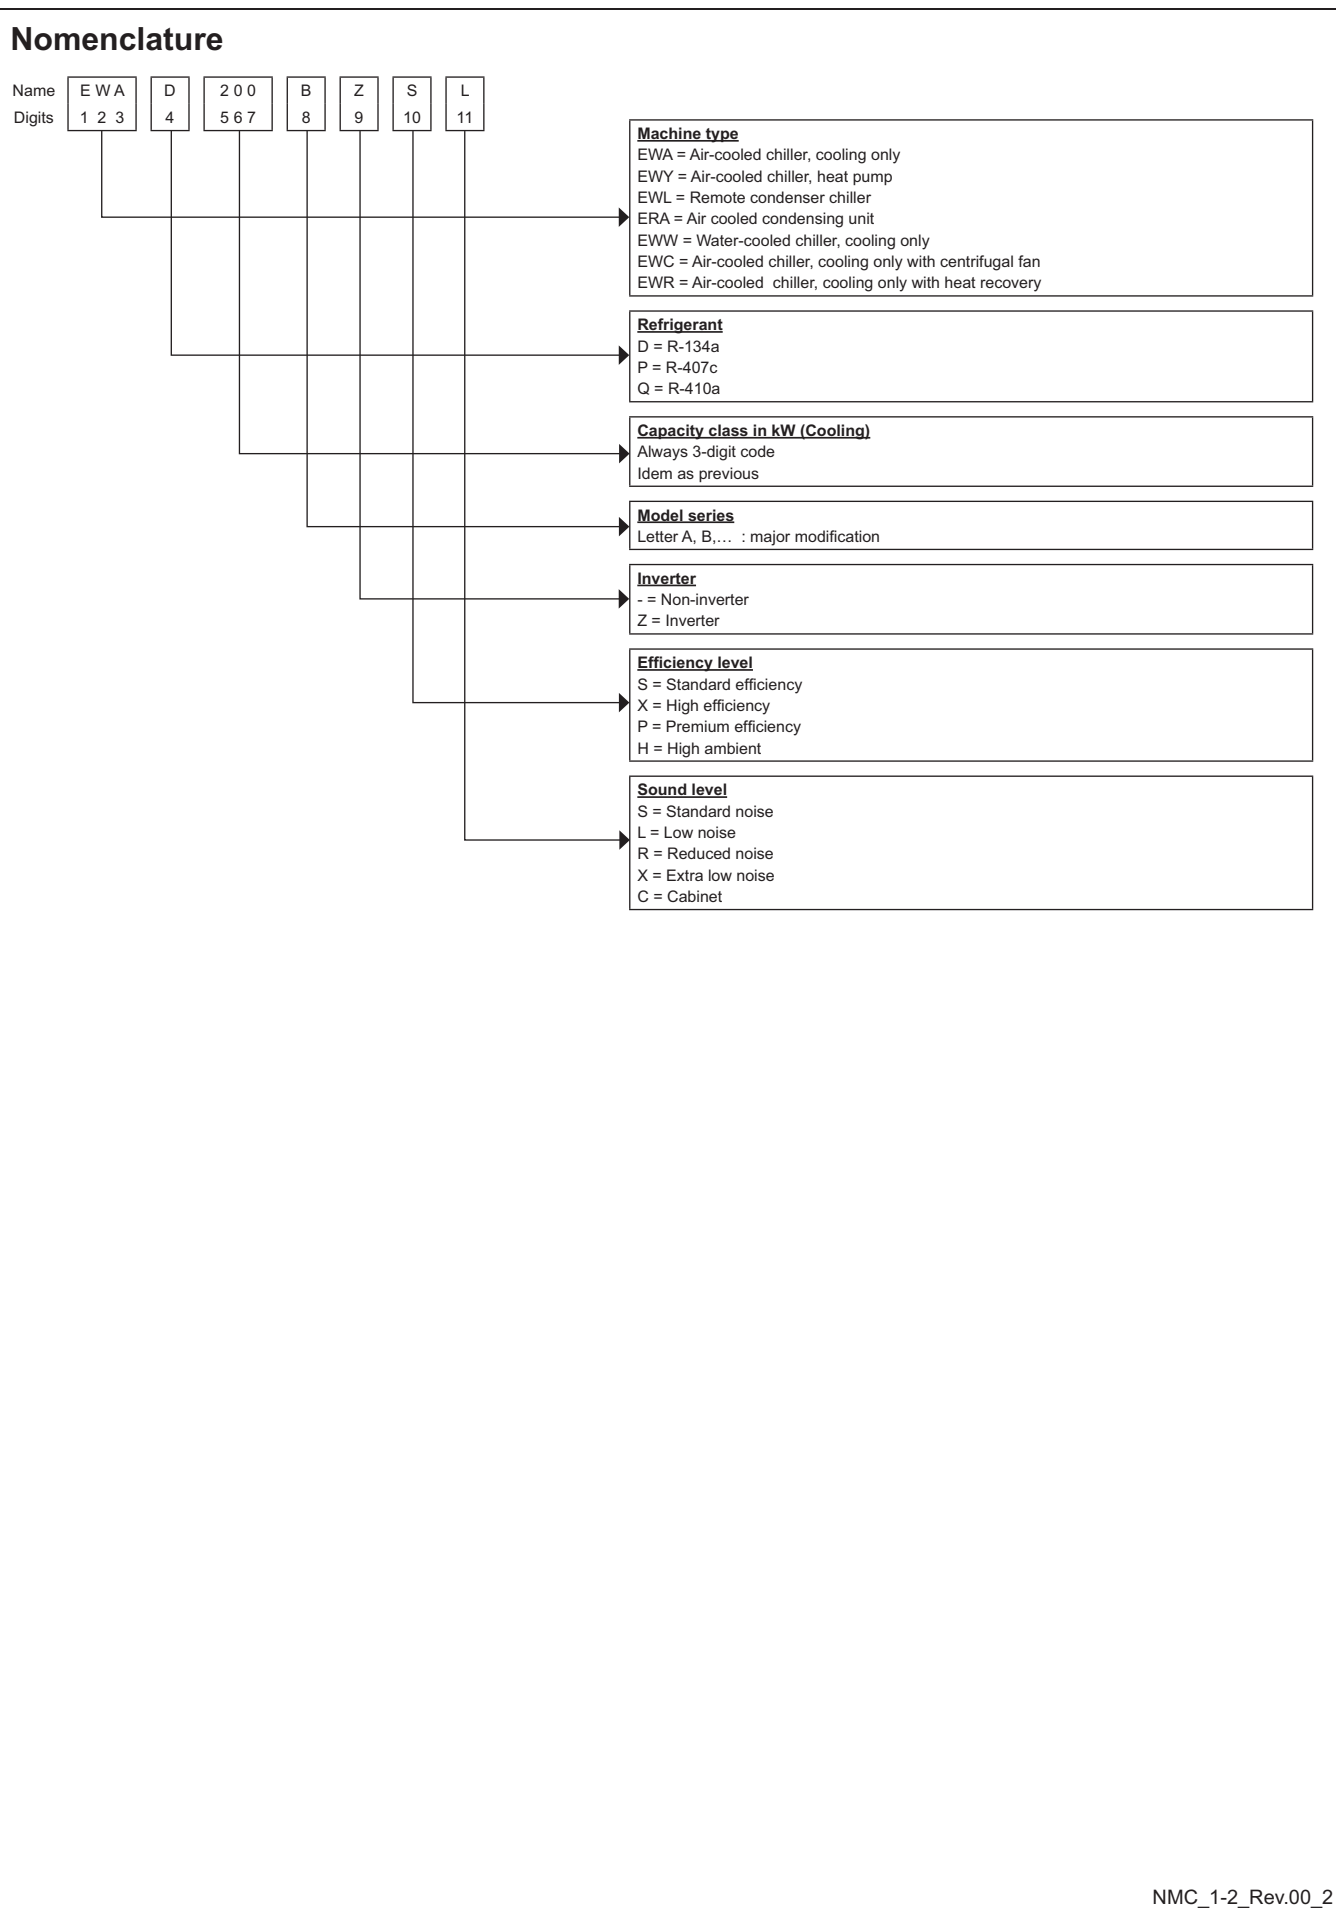 Nomenclature
Name E W A D 2 0 0 B Z S L
Digits 1 2 3 4 5 6 7 8 9 10 11
Machine type
EWA = Air-cooled chiller, cooling only
EWY = Air-cooled chiller, heat pump
EWL = Remote condenser chiller
ERA = Air cooled condensing unit
EWW = Water-cooled chiller, cooling only
EWC = Air-cooled chiller, cooling only with centrifugal fan
EWR = Air-cooled chiller, cooling only with heat recovery
Refrigerant
D = R-134a
P = R-407c
Q = R-410a
Capacity class in kW (Cooling)
Always 3-digit code
Idem as previous
Model series
Letter A, B,… : major modification
Inverter
- = Non-inverter
Z = Inverter
Efficiency level
S = Standard efficiency
X = High efficiency
P = Premium efficiency
H = High ambient
Sound level
S = Standard noise
L = Low noise
R = Reduced noise
X = Extra low noise
C = Cabinet
NMC_1-2_Rev.00_2